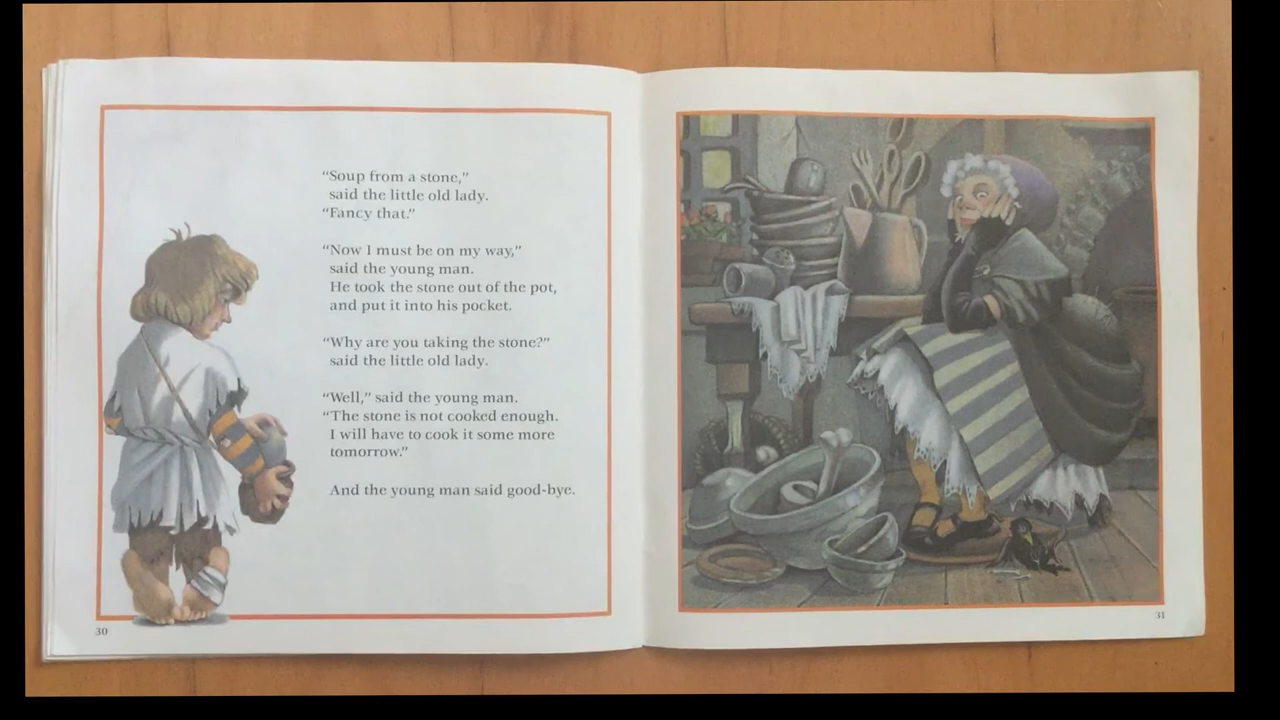 “Soup from a stone,”
said the little old lady.
“Fancy that.”
“Now I must be on my way,”
said the young man.
He took the stone out of the pot,
and put it into his pocket.
“Why are you taking the stone?”
said the little old lady.
“Well,” said the young man.
“The stone is not cooked enough.
I will have to cook it some more
tomorrow.”
And the young man said good-bye.
30
31